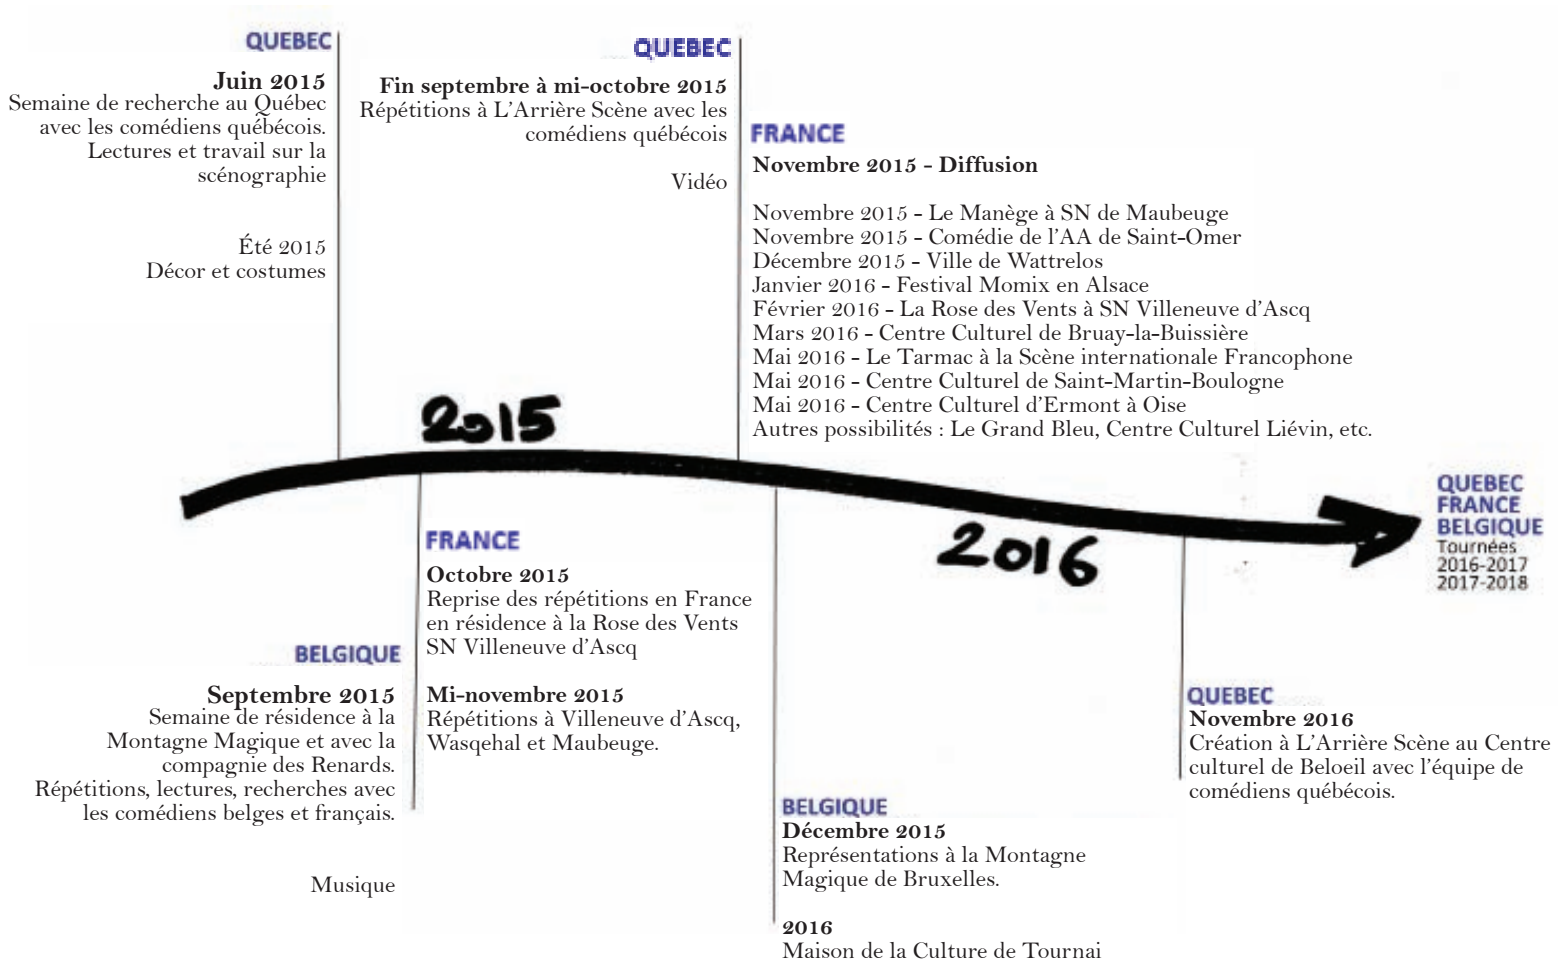 QUEBEC
Juin 2015
Semaine de recherche au Québec
avec les comédiens québécois.
Lectures et travail sur la
scénographie
Été 2015
Décor et costumes
QUEBEC
Fin septembre à mi-octobre 2015
Répétitions à L'Arrière Scène avec les
comédiens québécois
Vidéo
FRANCE
Novembre 2015 - Diffusion
Novembre 2015 - Le Manège à SN de Maubeuge
Novembre 2015 - Comédie de l'AA de Saint-Omer
Décembre 2015 - Ville de Wattrelos
Janvier 2016 - Festival Momix en Alsace
Février 2016 - La Rose des Vents à SN Villeneuve d'Ascq
Mars 2016 - Centre Culturel de Bruay-la-Buissière
Mai 2016 - Le Tarmac à la Scène internationale Francophone
Mai 2016 - Centre Culturel de Saint-Martin-Boulogne
Mai 2016 - Centre Culturel d'Ermont à Oise
Autres possibilités : Le Grand Bleu, Centre Culturel Liévin, etc.
2015
2016
QUEBEC
FRANCE
BELGIQUE
Tournées
2016-2017
2017-2018
BELGIQUE
Septembre 2015
Semaine de résidence à la
Montagne Magique et avec la
compagnie des Renards.
Répétitions, lectures, recherches avec
les comédiens belges et français.
Musique
FRANCE
Octobre 2015
Reprise des répétitions en France
en résidence à la Rose des Vents
SN Villeneuve d'Ascq
Mi-novembre 2015
Répétitions à Villeneuve d'Ascq,
Wasqehal et Maubeuge.
BELGIQUE
Décembre 2015
Représentations à la Montagne
Magique de Bruxelles.
2016
Maison de la Culture de Tournai
QUEBEC
Novembre 2016
Création à L'Arrière Scène au Centre
culturel de Beloeil avec l'équipe de
comédiens québécois.